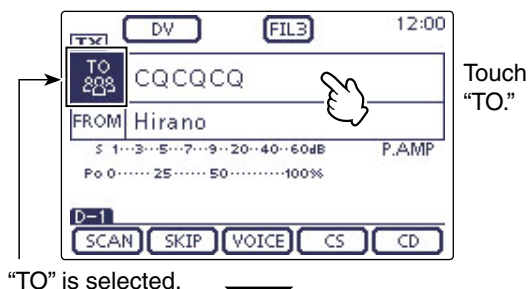 DV FIL3 12:00
TX
TO CQCQCQ
Touch
“TO.”
FROM Hirano
S 1···3···5···7···9··20··40··60dB P.AMP
Po 0······25······50···········100%
D-1
SCAN SKIP VOICE CS CD
“TO” is selected.